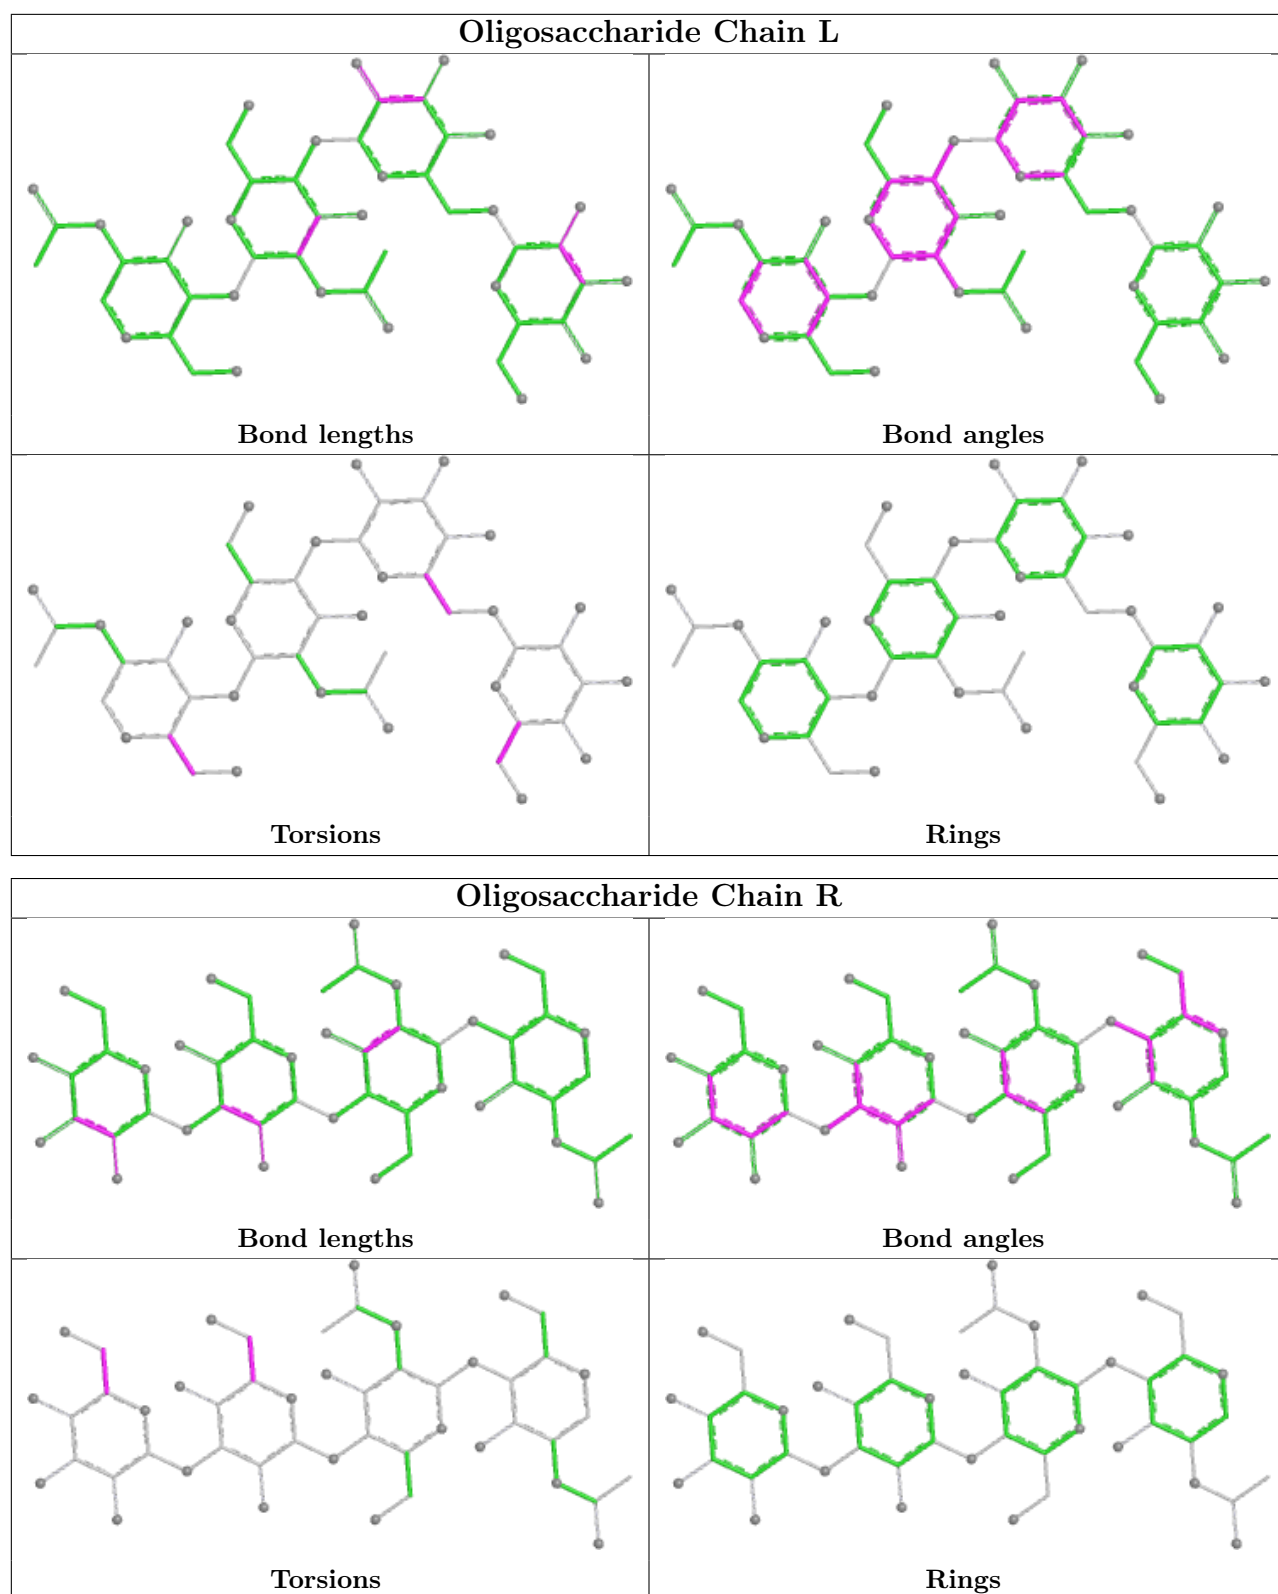 Oligosaccharide Chain L
Bond lengths
Bond angles
Torsions
Rings
Oligosaccharide Chain R
Bond lengths
Bond angles
Torsions
Rings